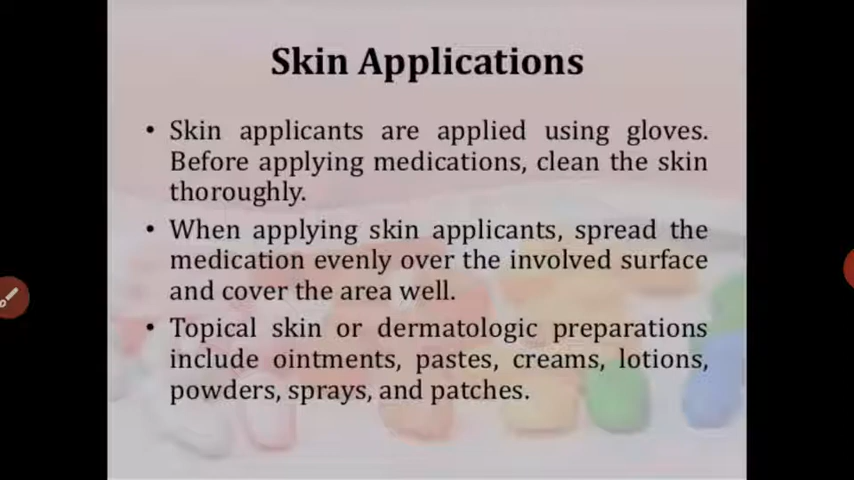 Skin Applications
• Skin applicants are applied using gloves.
Before applying medications, clean the skin
thoroughly.
• When applying skin applicants, spread the
medication evenly over the involved surface
and cover the area well.
• Topical skin or dermatologic preparations
include ointments, pastes, creams, lotions,
powders, sprays, and patches.